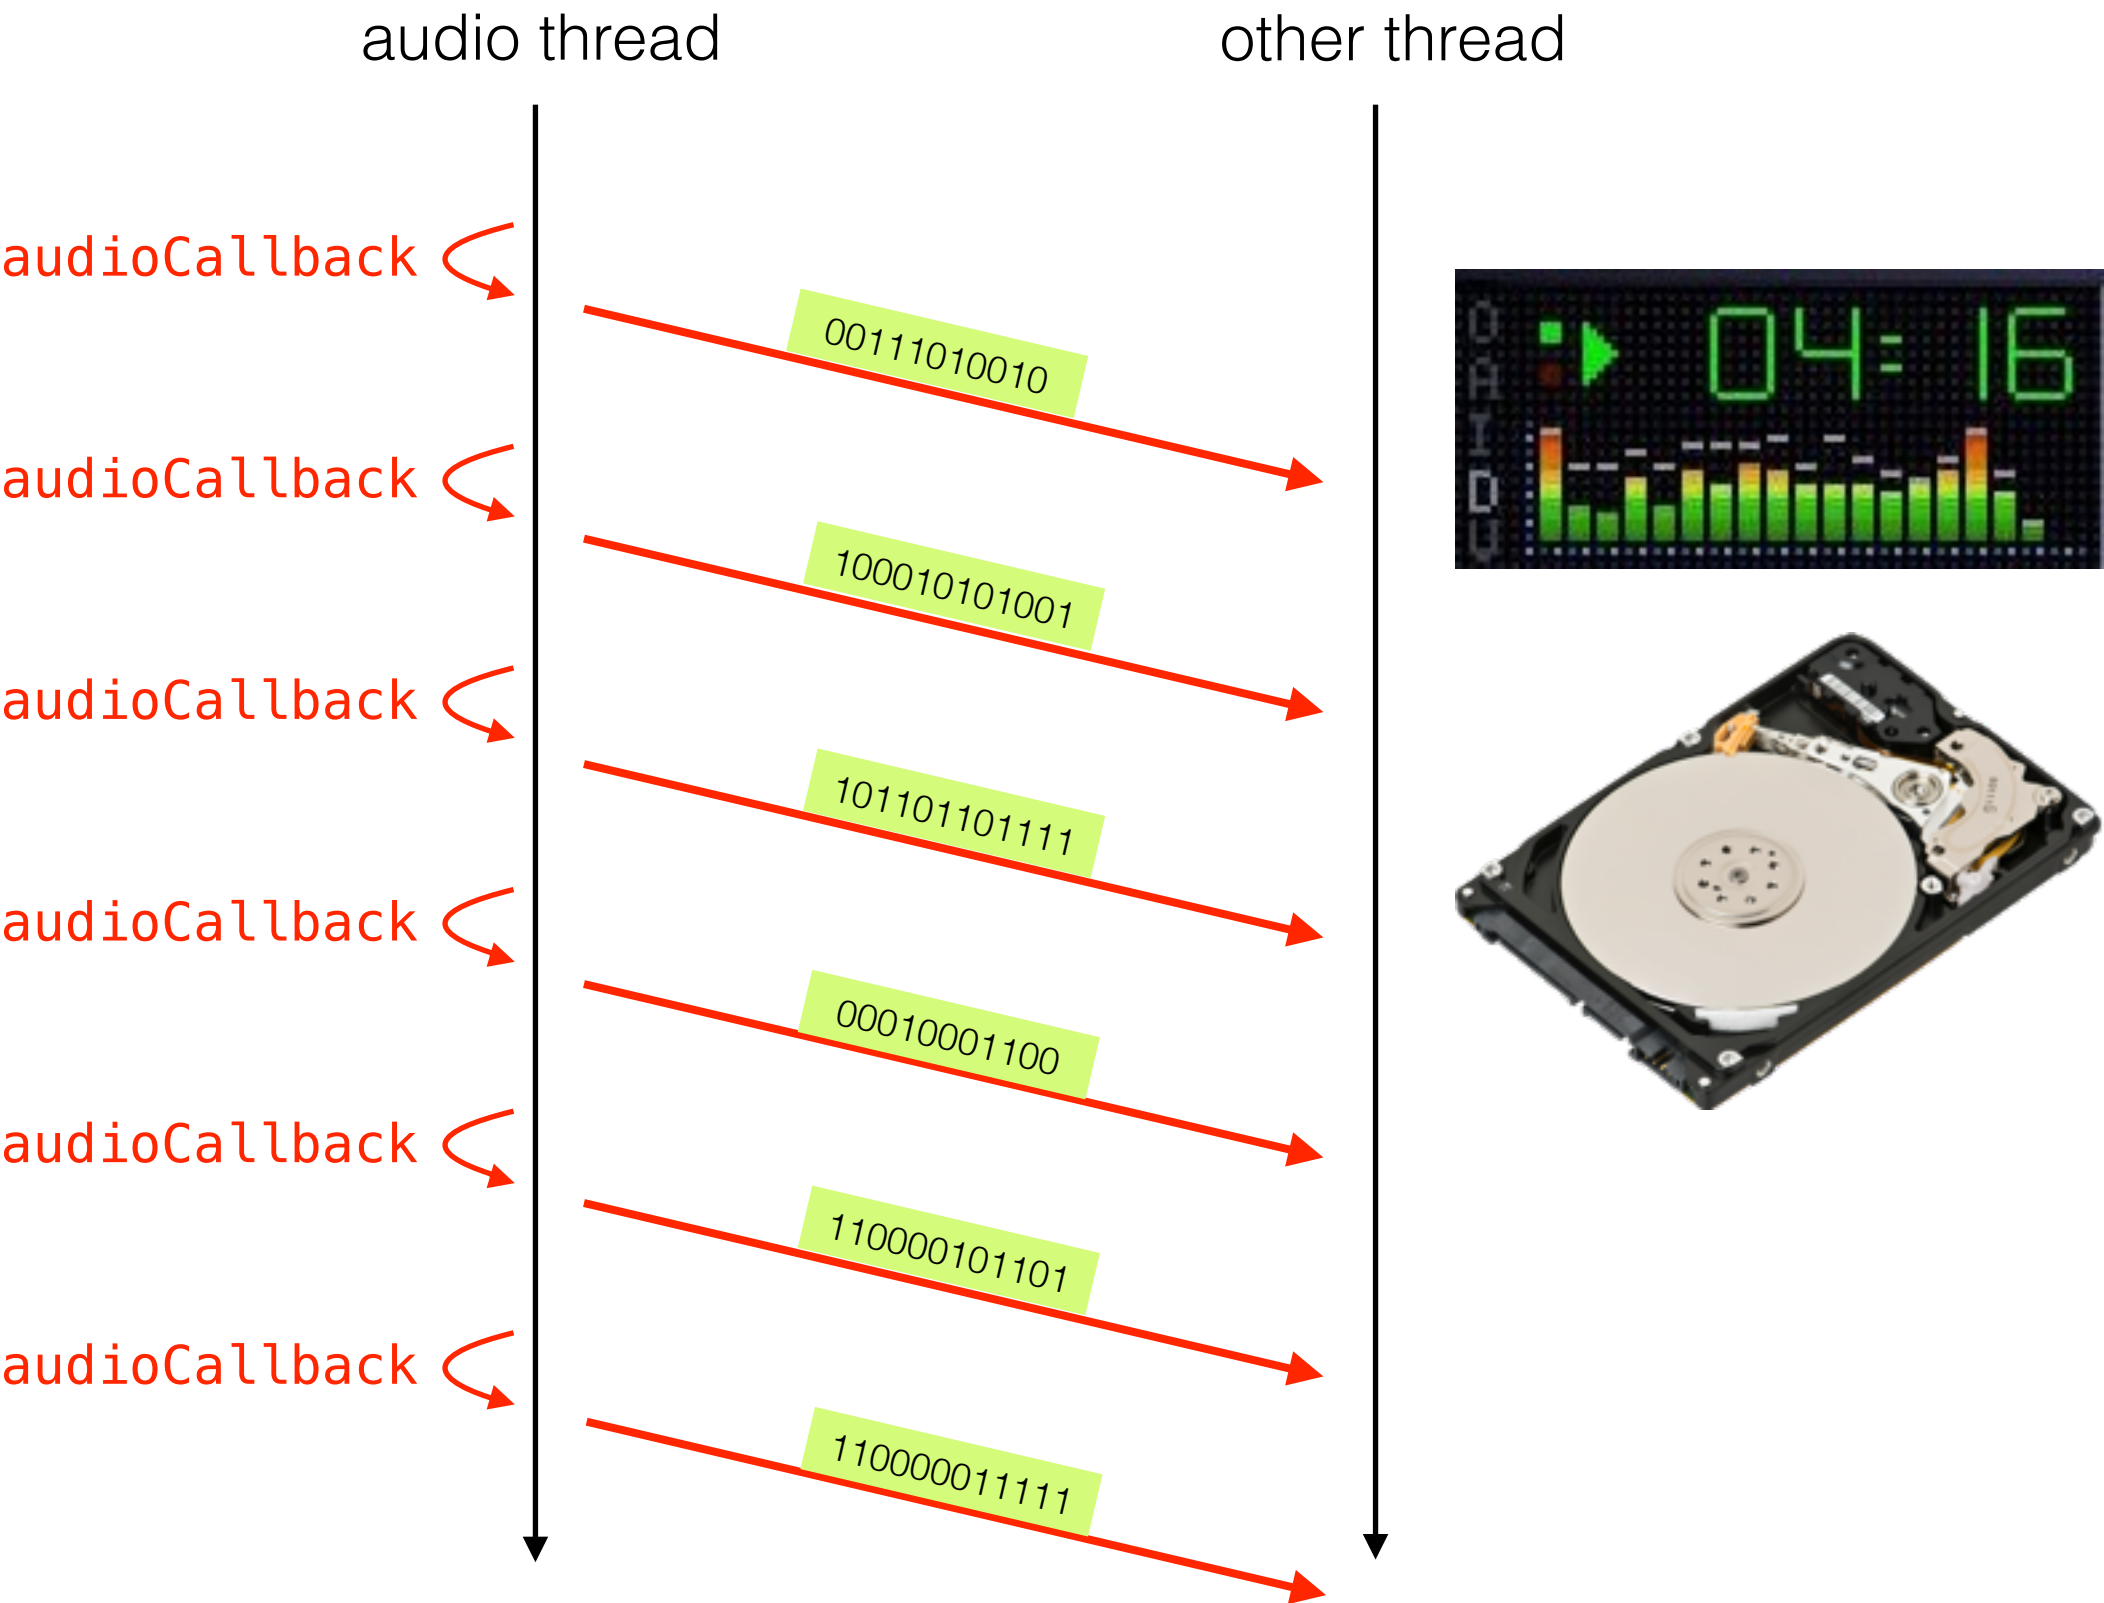 audio thread
other thread
audioCallback
00111010010
04:16
O
A
I
D
V
audioCallback
100010101001
audioCallback
101101101111
audioCallback
00010001100
audioCallback
110000101101
audioCallback
110000011111